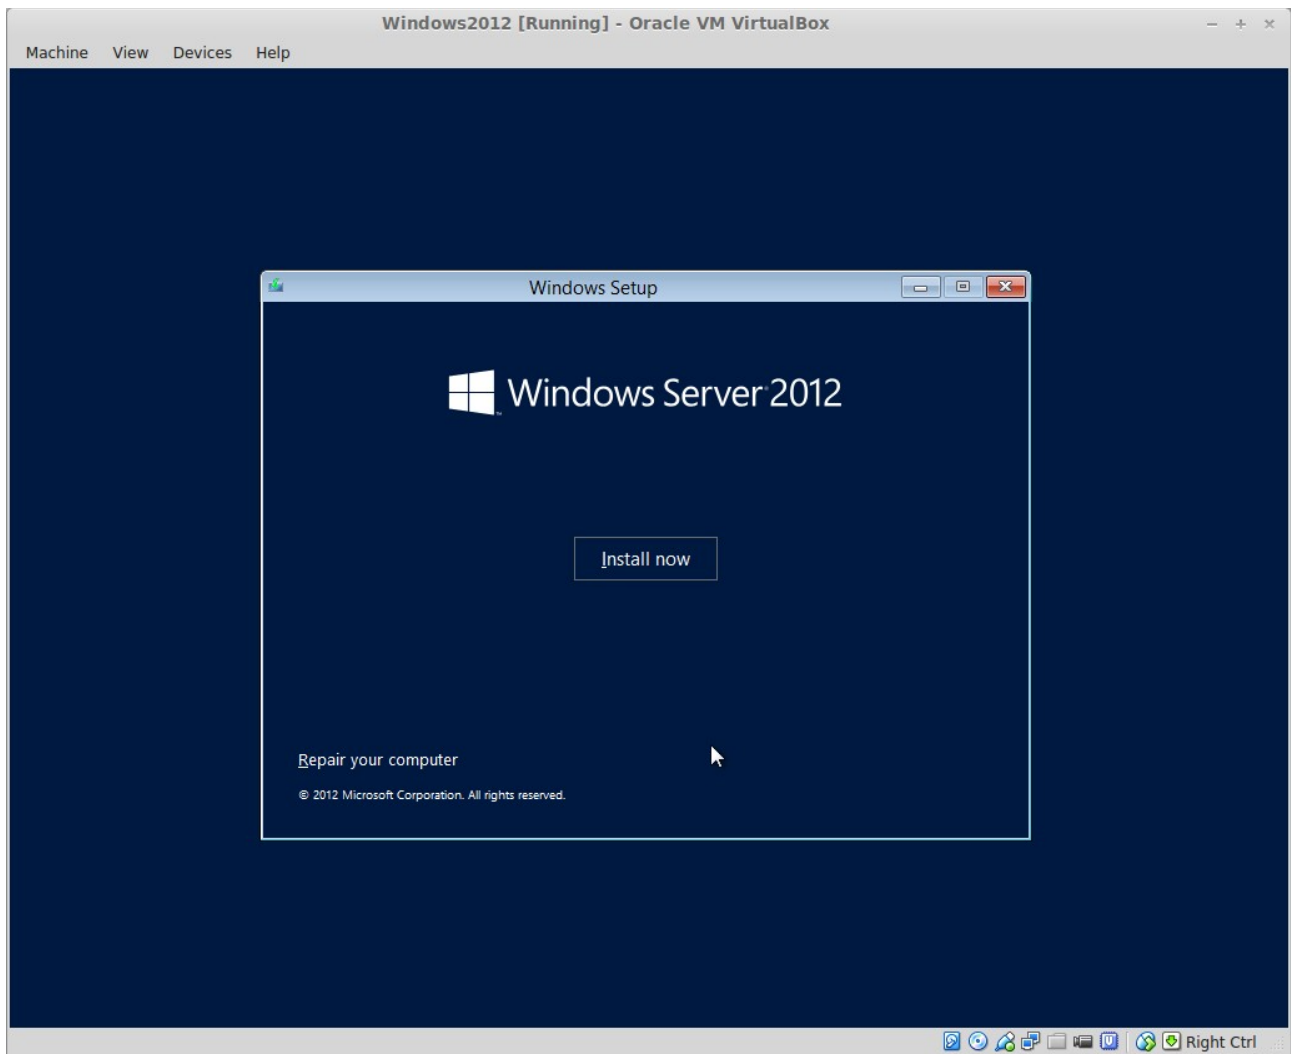 Windows2012 [Running] - Oracle VM VirtualBox
Machine View Devices Help
Windows Setup
Windows Server 2012
Install now
Repair your computer
© 2012 Microsoft Corporation. All rights reserved.
Right Ctrl